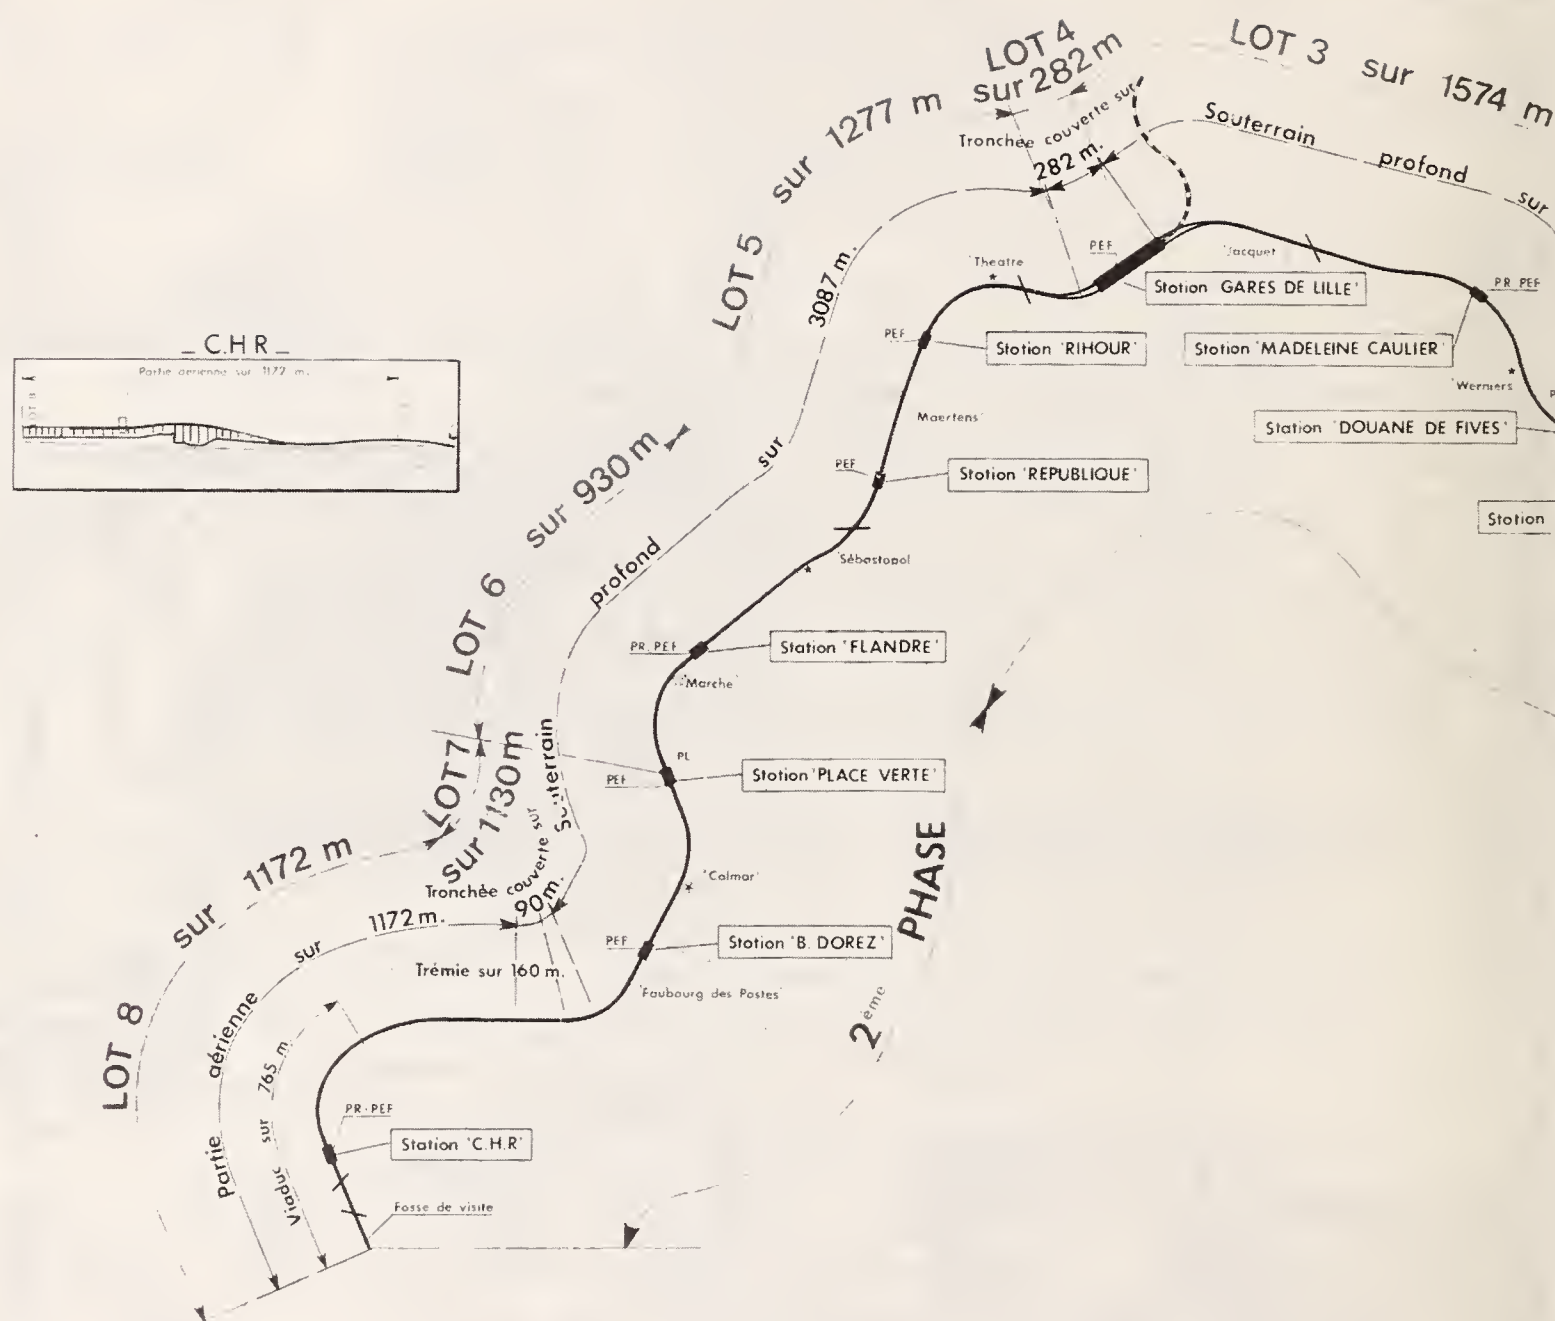 LOT 4
sur 282 m
LOT 3 sur 1574 m
Tronchée couverte sur
282 m.
Souterrain profond sur
LOT 5 sur 1277 m
3087 m.
'Theatre
PEF
'Jacquet
Station GARES DE LILLE'
PR. PEF
PEF
Station 'RIHOUR'
Station 'MADELEINE CAULIER'
'Werniers
Maertens'
Station 'DOUANE DE FIVES'
_ C.H.R _
Partie aerienne sur 1172 m.
LOT 6 sur 930 m
sur
PEF
Station 'REPUBLIQUE'
Station
'Sébastopol
profond
PR. PEF
Station 'FLANDRE'
'Marche'
LOT 7
sur 1130 m
Souterrain
PL
PEF
Station 'PLACE VERTE'
LOT 8 sur 1172 m
Tronchée couverte sur
90 m.
'Colmar'
PHASE
2ème
Partie aérienne sur 1172 m.
PEF
Station 'B. DOREZ'
Trémie sur 160 m.
'Faubourg des Postes'
Viaduc sur 765 m.
PR-PEF
Station 'C.H.R'
Fosse de visite